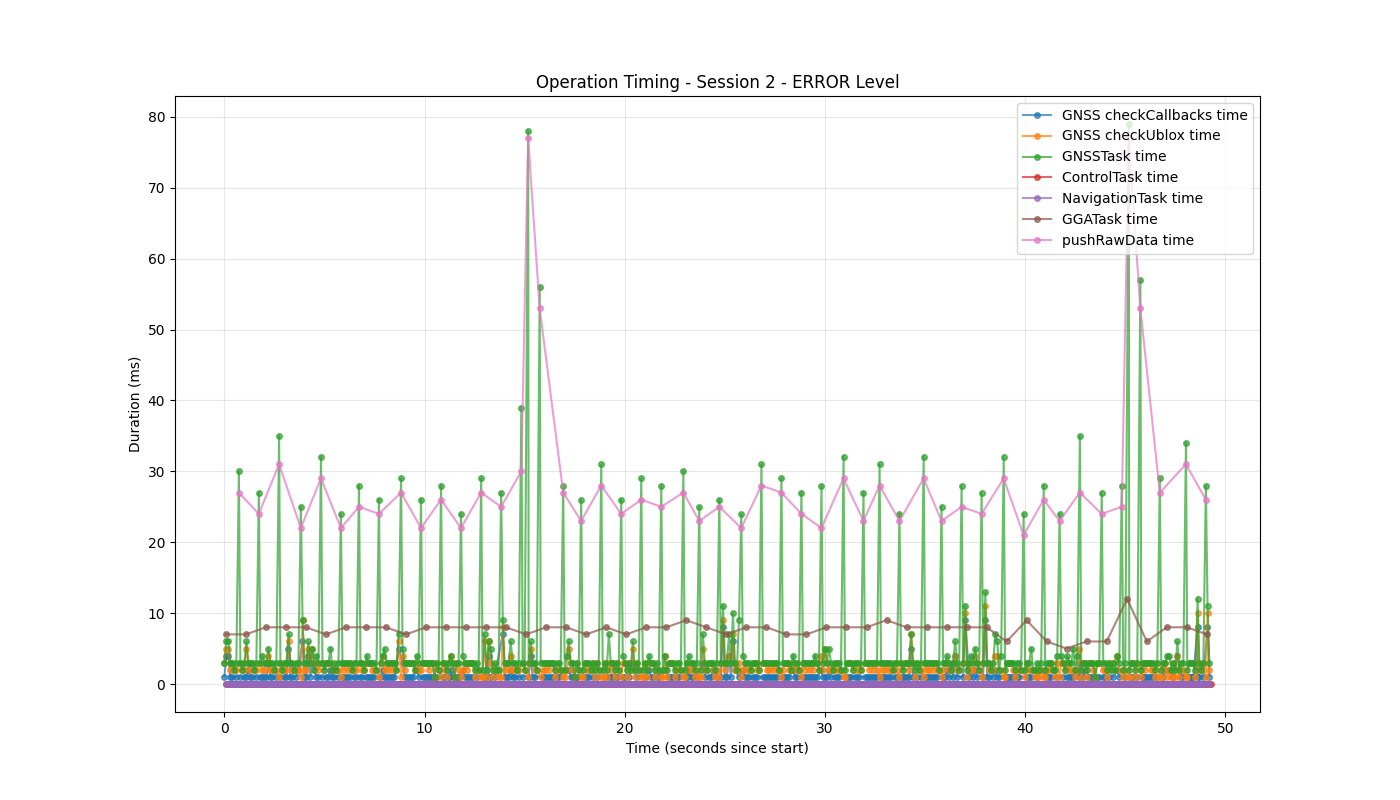 Operation Timing - Session 2 - ERROR Level
80
70
60
50
40
30
20
10
0
Duration (ms)
GNSS checkCallbacks time
GNSS checkUblox time
GNSSTask time
ControlTask time
NavigationTask time
GGATask time
pushRawData time
0 10 20 30 40 50
Time (seconds since start)